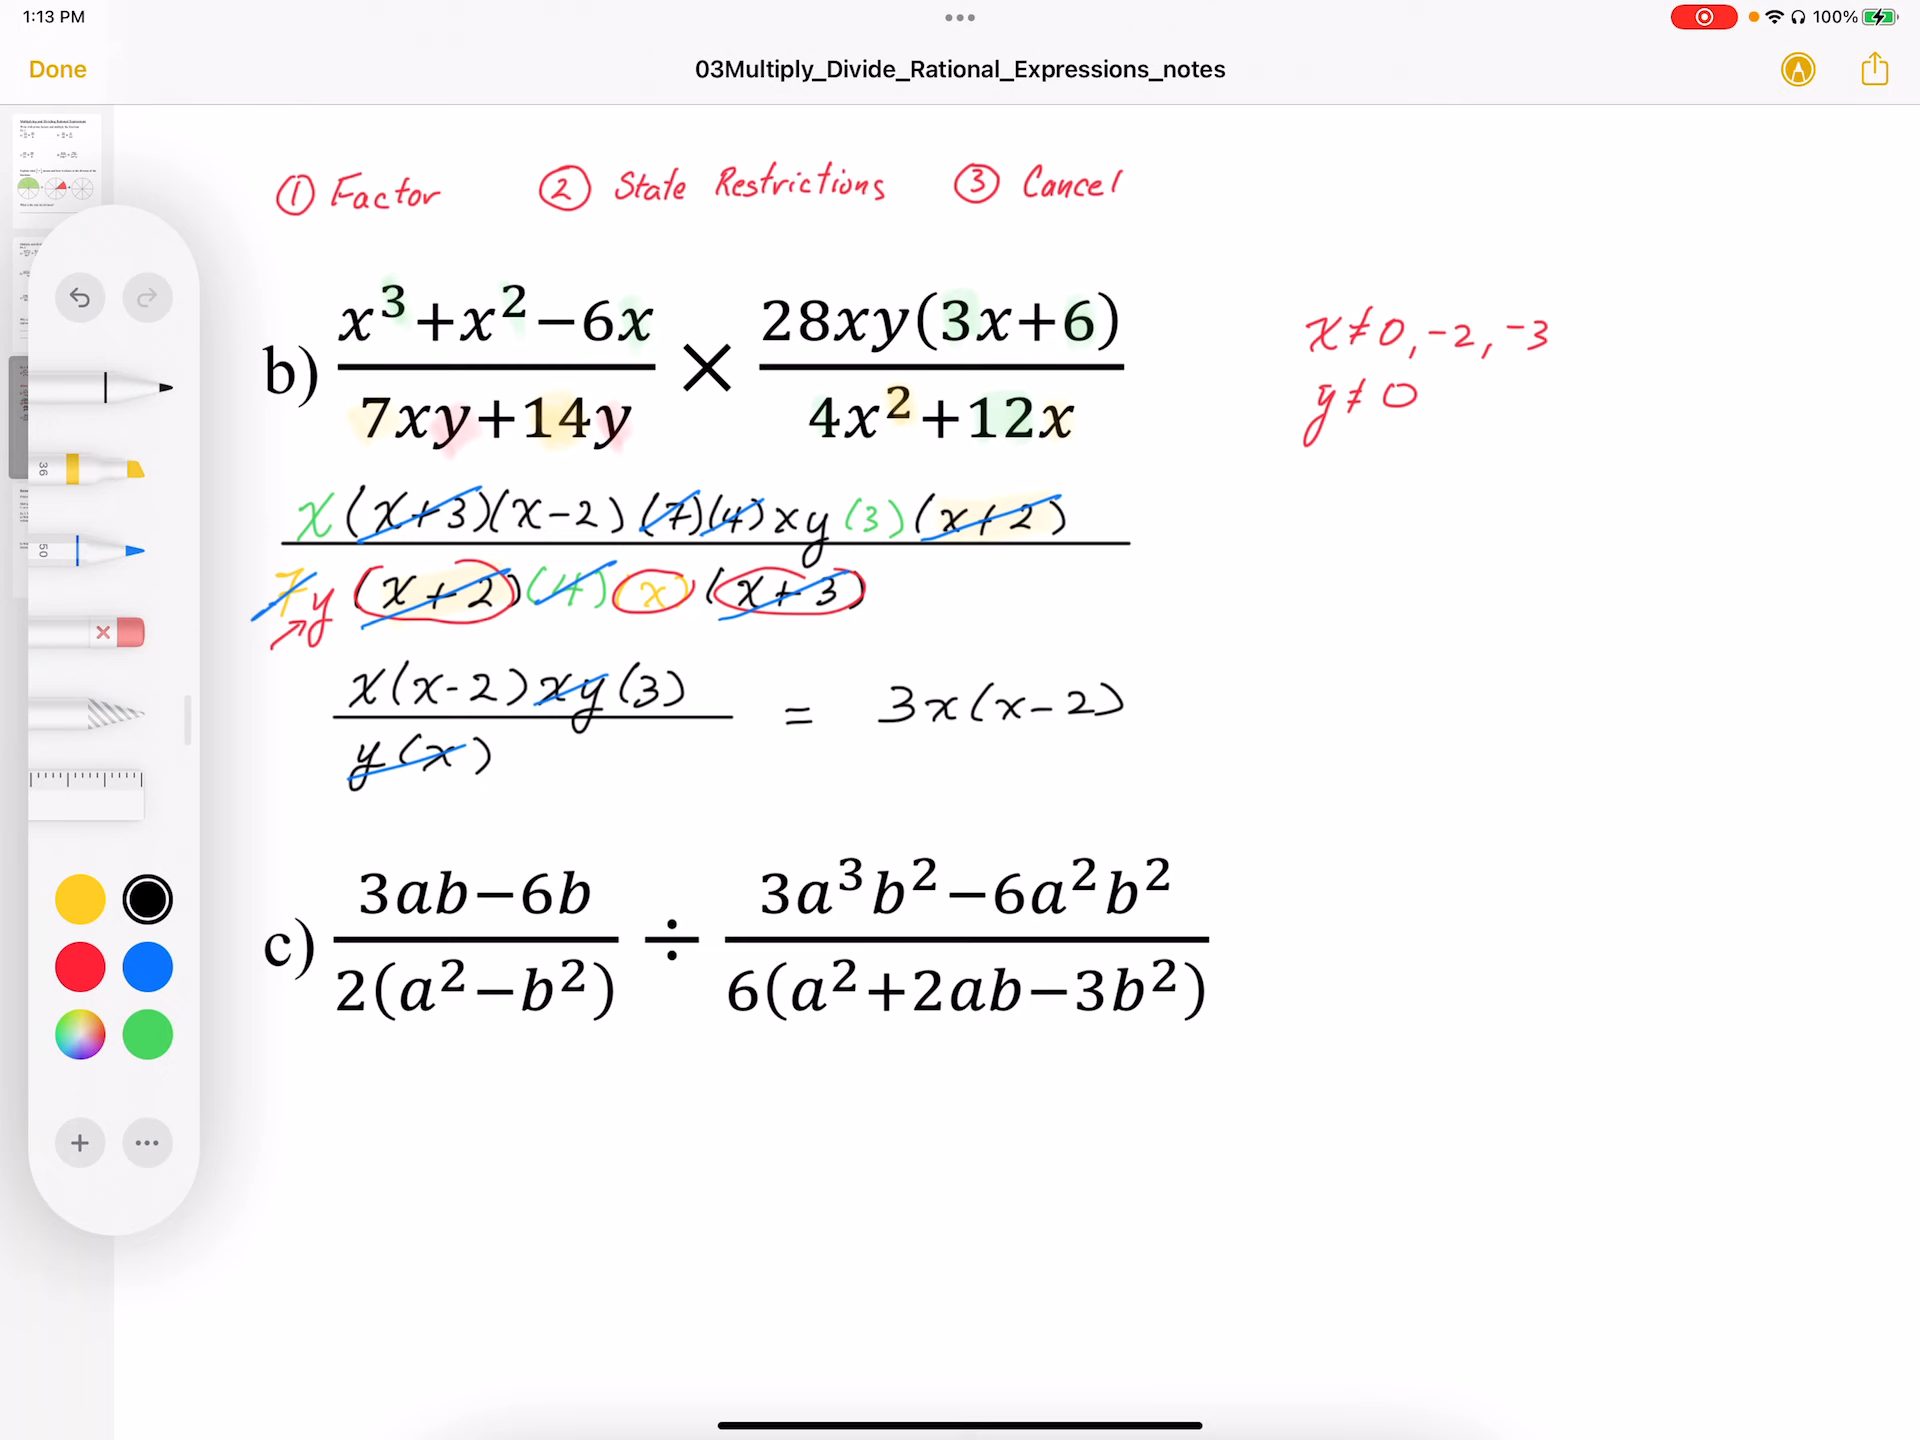 1:13 PM
100%
Done
03Multiply_Divide_Rational_Expressions_notes
① Factor ② State Restrictions ③ Cancel
b) (x³+x²−6x)/(7xy+14y) × (28xy(3x+6))/(4x²+12x)
x≠0, -2, -3
y≠0
x(x+3)(x-2)(7)(4)xy(3)(x+2)
7y(x+2)(4)(x)(x+3)
x(x-2)xy(3)
y(x)
= 3x(x-2)
c) (3ab−6b)/(2(a²−b²)) ÷ (3a³b²−6a²b²)/(6(a²+2ab−3b²))
36
50